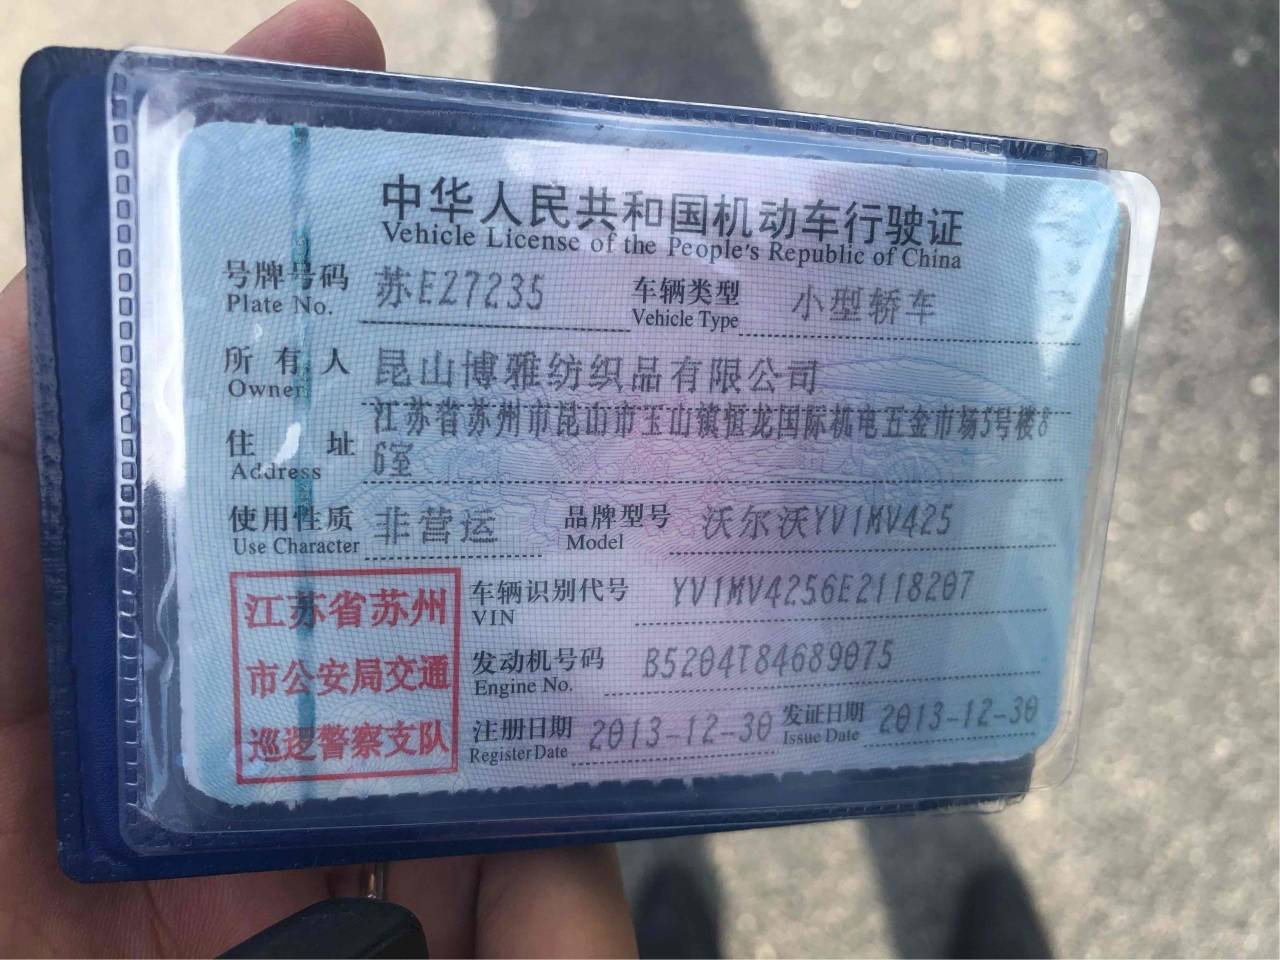 中华人民共和国机动车行驶证
Vehicle License of the People's Republic of China
号牌号码 苏EZ7235 车辆类型 小型轿车
Plate No. Vehicle Type
所有人 昆山博雅纺织品有限公司
Owner
住址 江苏省苏州市昆山市玉山镇恒龙国际机电五金市场5号楼8
Address 6室
使用性质 非营运 品牌型号 沃尔沃YV1MV425
Use Character Model
江苏省苏州
市公安局交通
巡逻警察支队
车辆识别代号 YV1MV4256E2118207
VIN
发动机号码 B5204T84689075
Engine No.
注册日期 2013-12-30 发证日期 2013-12-30
Register Date Issue Date